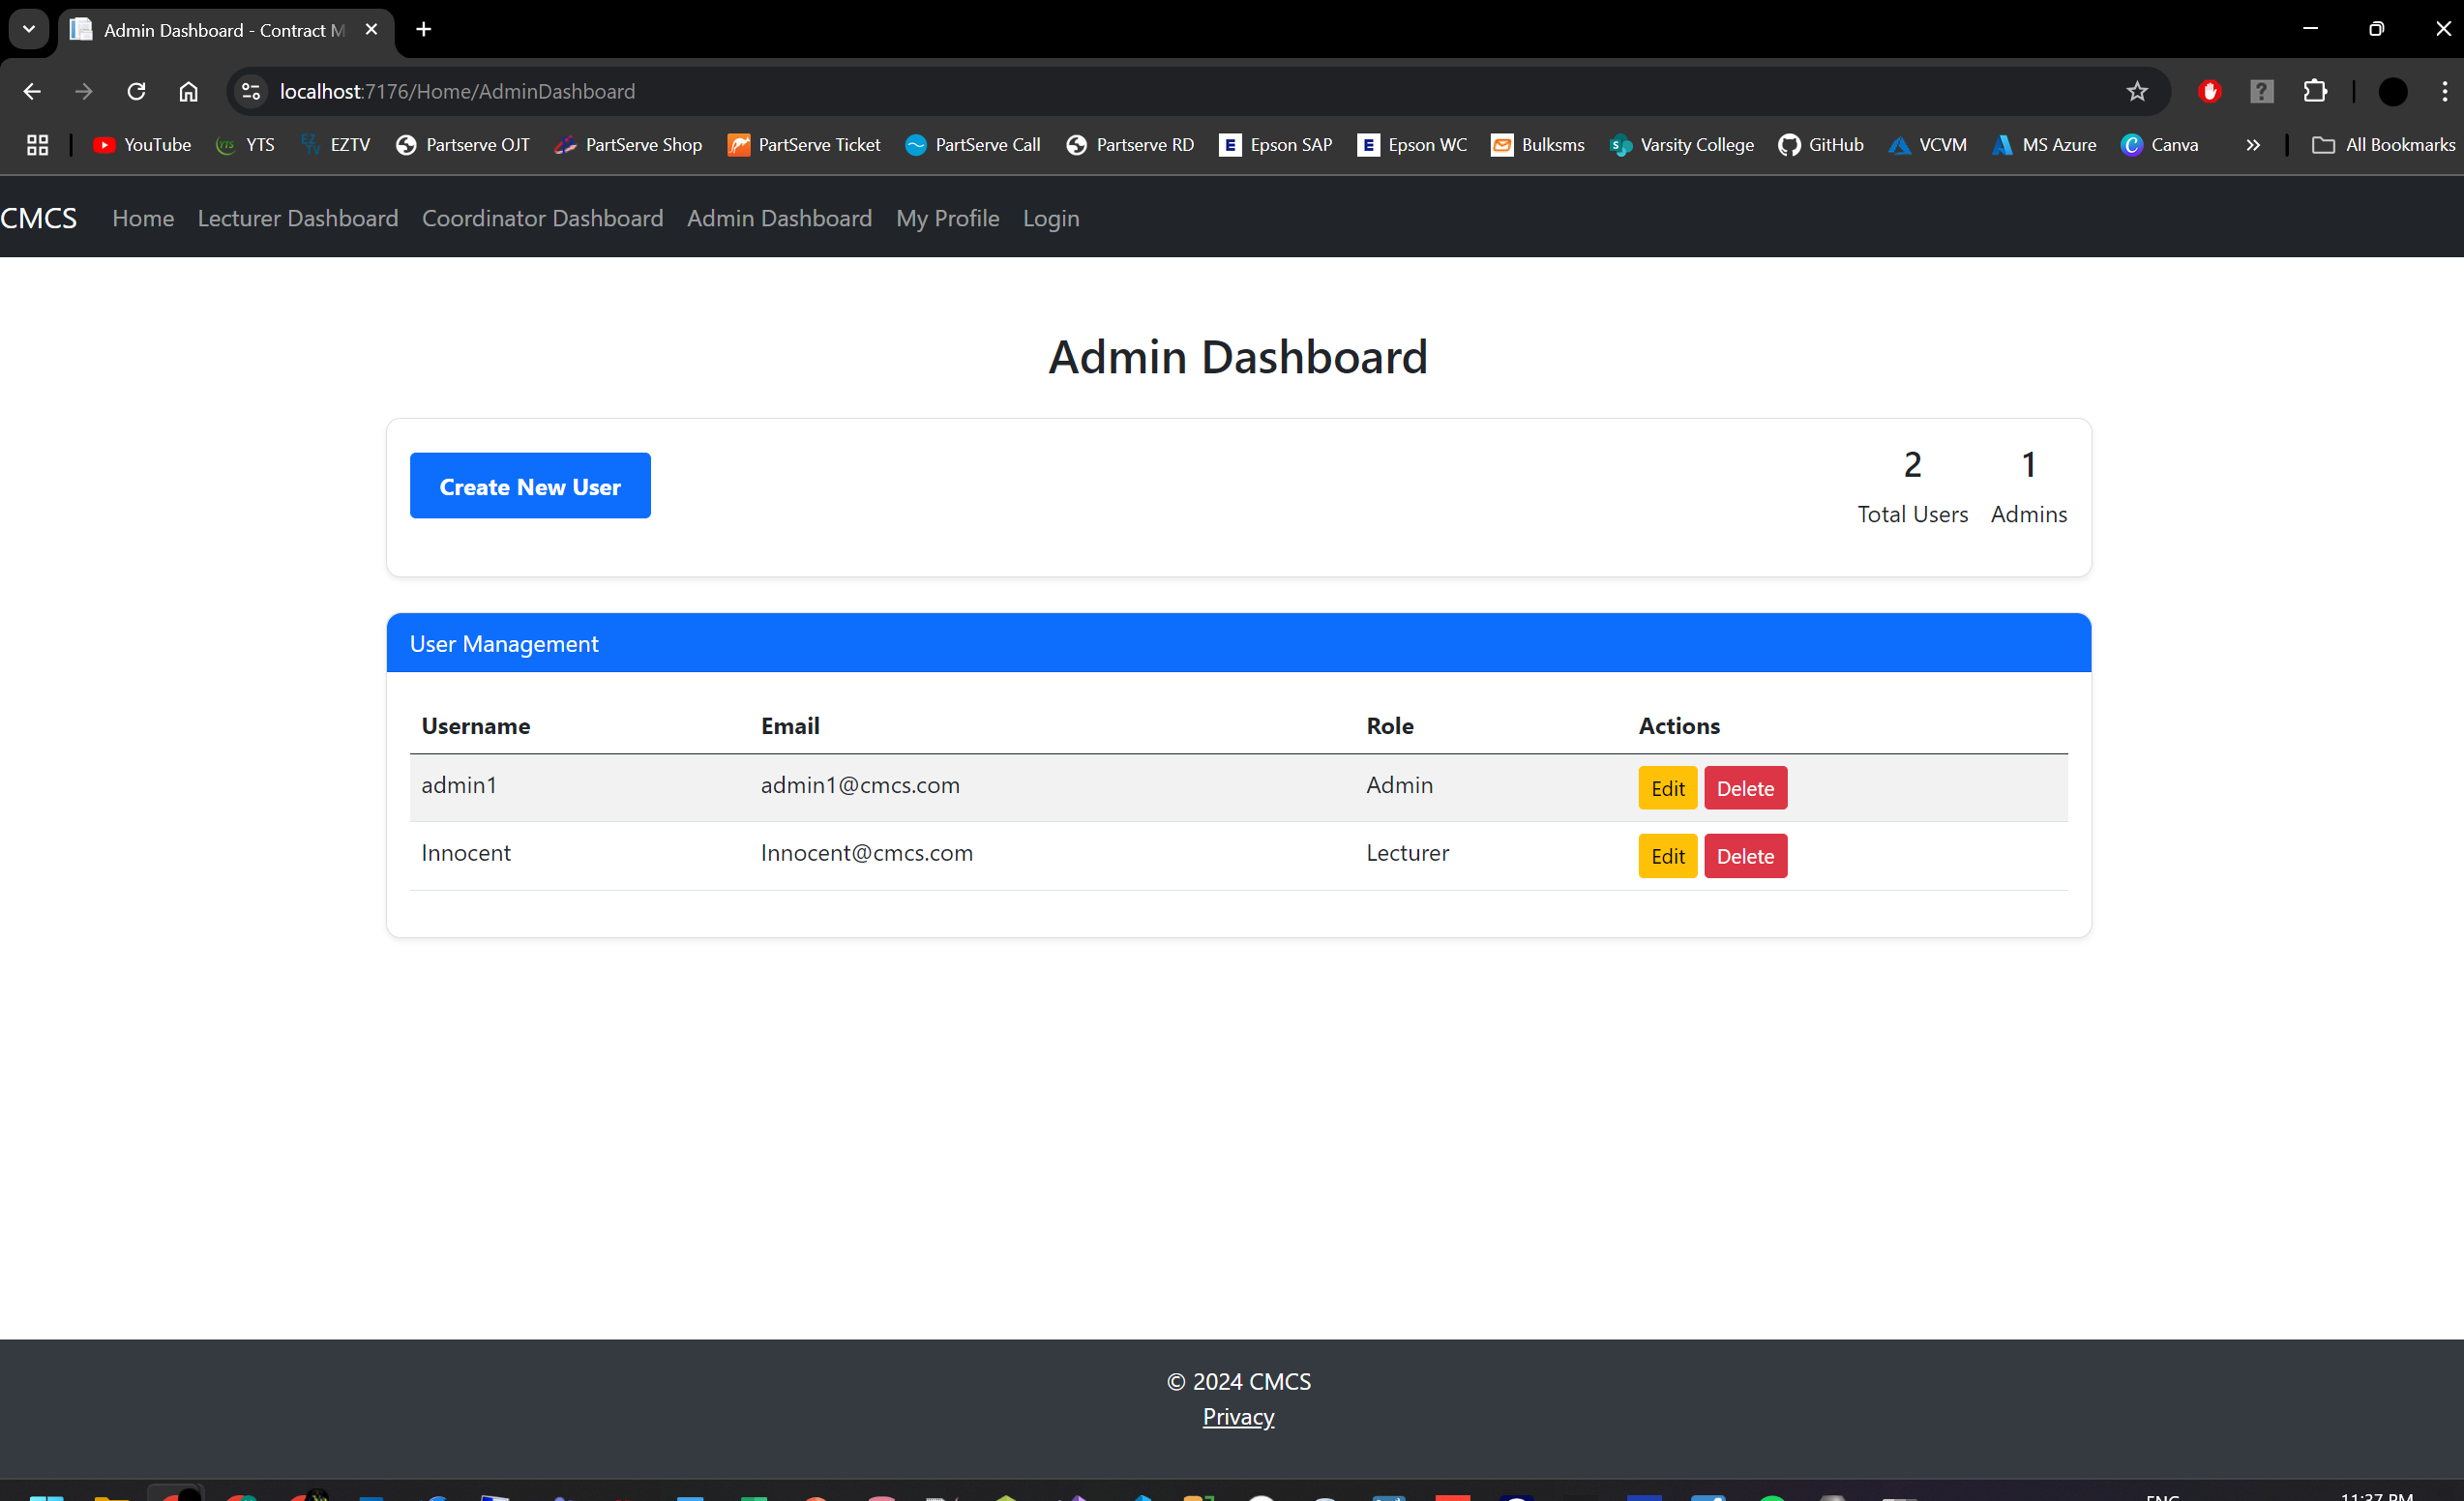 Admin Dashboard - Contract M
localhost:7176/Home/AdminDashboard
YouTube YTS EZTV Partserve OJT PartServe Shop PartServe Ticket PartServe Call Partserve RD Epson SAP Epson WC Bulksms Varsity College GitHub VCVM MS Azure Canva » All Bookmarks
CMCS Home Lecturer Dashboard Coordinator Dashboard Admin Dashboard My Profile Login
Admin Dashboard
Create New User
2 1
Total Users Admins
User Management
Username Email Role Actions
admin1 admin1@cmcs.com Admin Edit Delete
Innocent Innocent@cmcs.com Lecturer Edit Delete
© 2024 CMCS
Privacy
ENG 11:37 PM